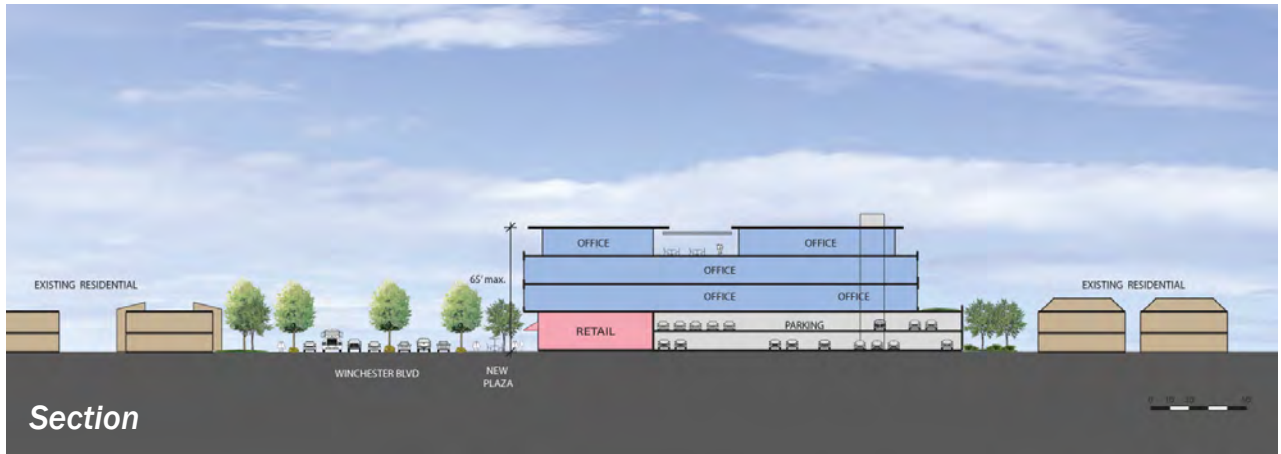 OFFICE
OFFICE
OFFICE
65' max.
EXISTING RESIDENTIAL
EXISTING RESIDENTIAL
OFFICE
OFFICE
RETAIL
PARKING
WINCHESTER BLVD
NEW
PLAZA
Section